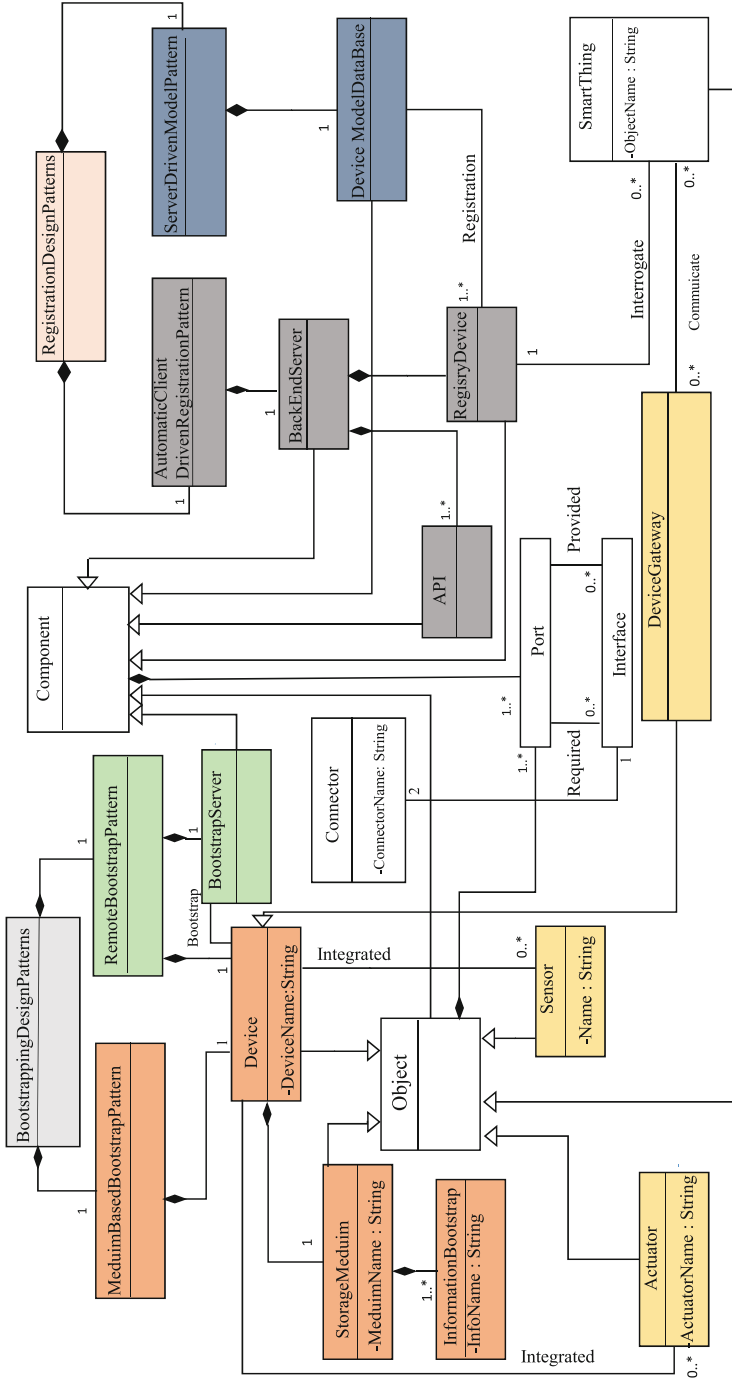 RegistrationDesignPatterns
1
ServerDrivenModelPattern
1
Device ModelDataBase
Registration
1..*
SmartThing
-ObjectName : String
0..*
0..*
Interrogate
Commuicate
1
0..*
AutomaticClient
DrivenRegistrationPattern
1
1
BackEndServer
RegisryDevice
1..*
API
Component
Port
1..*
1..*
Provided
0..*
Required
0..*
Interface
1
DeviceGateway
Connector
-ConnectorName: String
2
BootstrappingDesignPatterns
1
RemoteBootstrapPattern
1
BootstrapServer
Bootstrap
1
MeduimBasedBootstrapPattern
1
1
Device
-DeviceName:String
Integrated
0..*
Sensor
-Name : String
Object
1
StorageMeduim
-MeduimName : String
1..*
InformationBootstrap
-InfoName : String
Integrated
0..*
Actuator
-ActuatorName : String